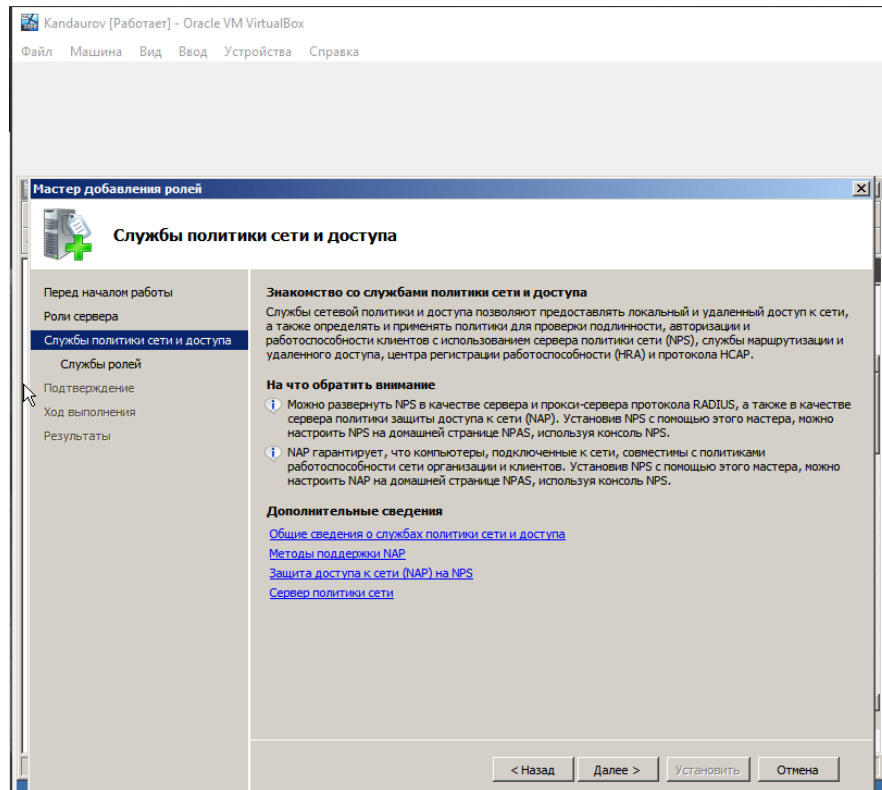 Kandaurov [Работает] - Oracle VM VirtualBox
Файл Машина Вид Ввод Устройства Справка
Мастер добавления ролей
Службы политики сети и доступа
Перед началом работы
Роли сервера
Службы политики сети и доступа
Службы ролей
Подтверждение
Ход выполнения
Результаты
Знакомство со службами политики сети и доступа
Службы сетевой политики и доступа позволяют предоставлять локальный и удаленный доступ к сети,
а также определять и применять политики для проверки подлинности, авторизации и
работоспособности клиентов с использованием сервера политики сети (NPS), службы маршрутизации и
удаленного доступа, центра регистрации работоспособности (HRA) и протокола HCAP.
На что обратить внимание
Можно развернуть NPS в качестве сервера и прокси-сервера протокола RADIUS, а также в качестве
сервера политики защиты доступа к сети (NAP). Установив NPS с помощью этого мастера, можно
настроить NPS на домашней странице NPAS, используя консоль NPS.
NAP гарантирует, что компьютеры, подключенные к сети, совместимы с политиками
работоспособности сети организации и клиентов. Установив NPS с помощью этого мастера, можно
настроить NAP на домашней странице NPAS, используя консоль NPS.
Дополнительные сведения
Общие сведения о службах политики сети и доступа
Методы поддержки NAP
Защита доступа к сети (NAP) на NPS
Сервер политики сети
< Назад Далее > Установить Отмена